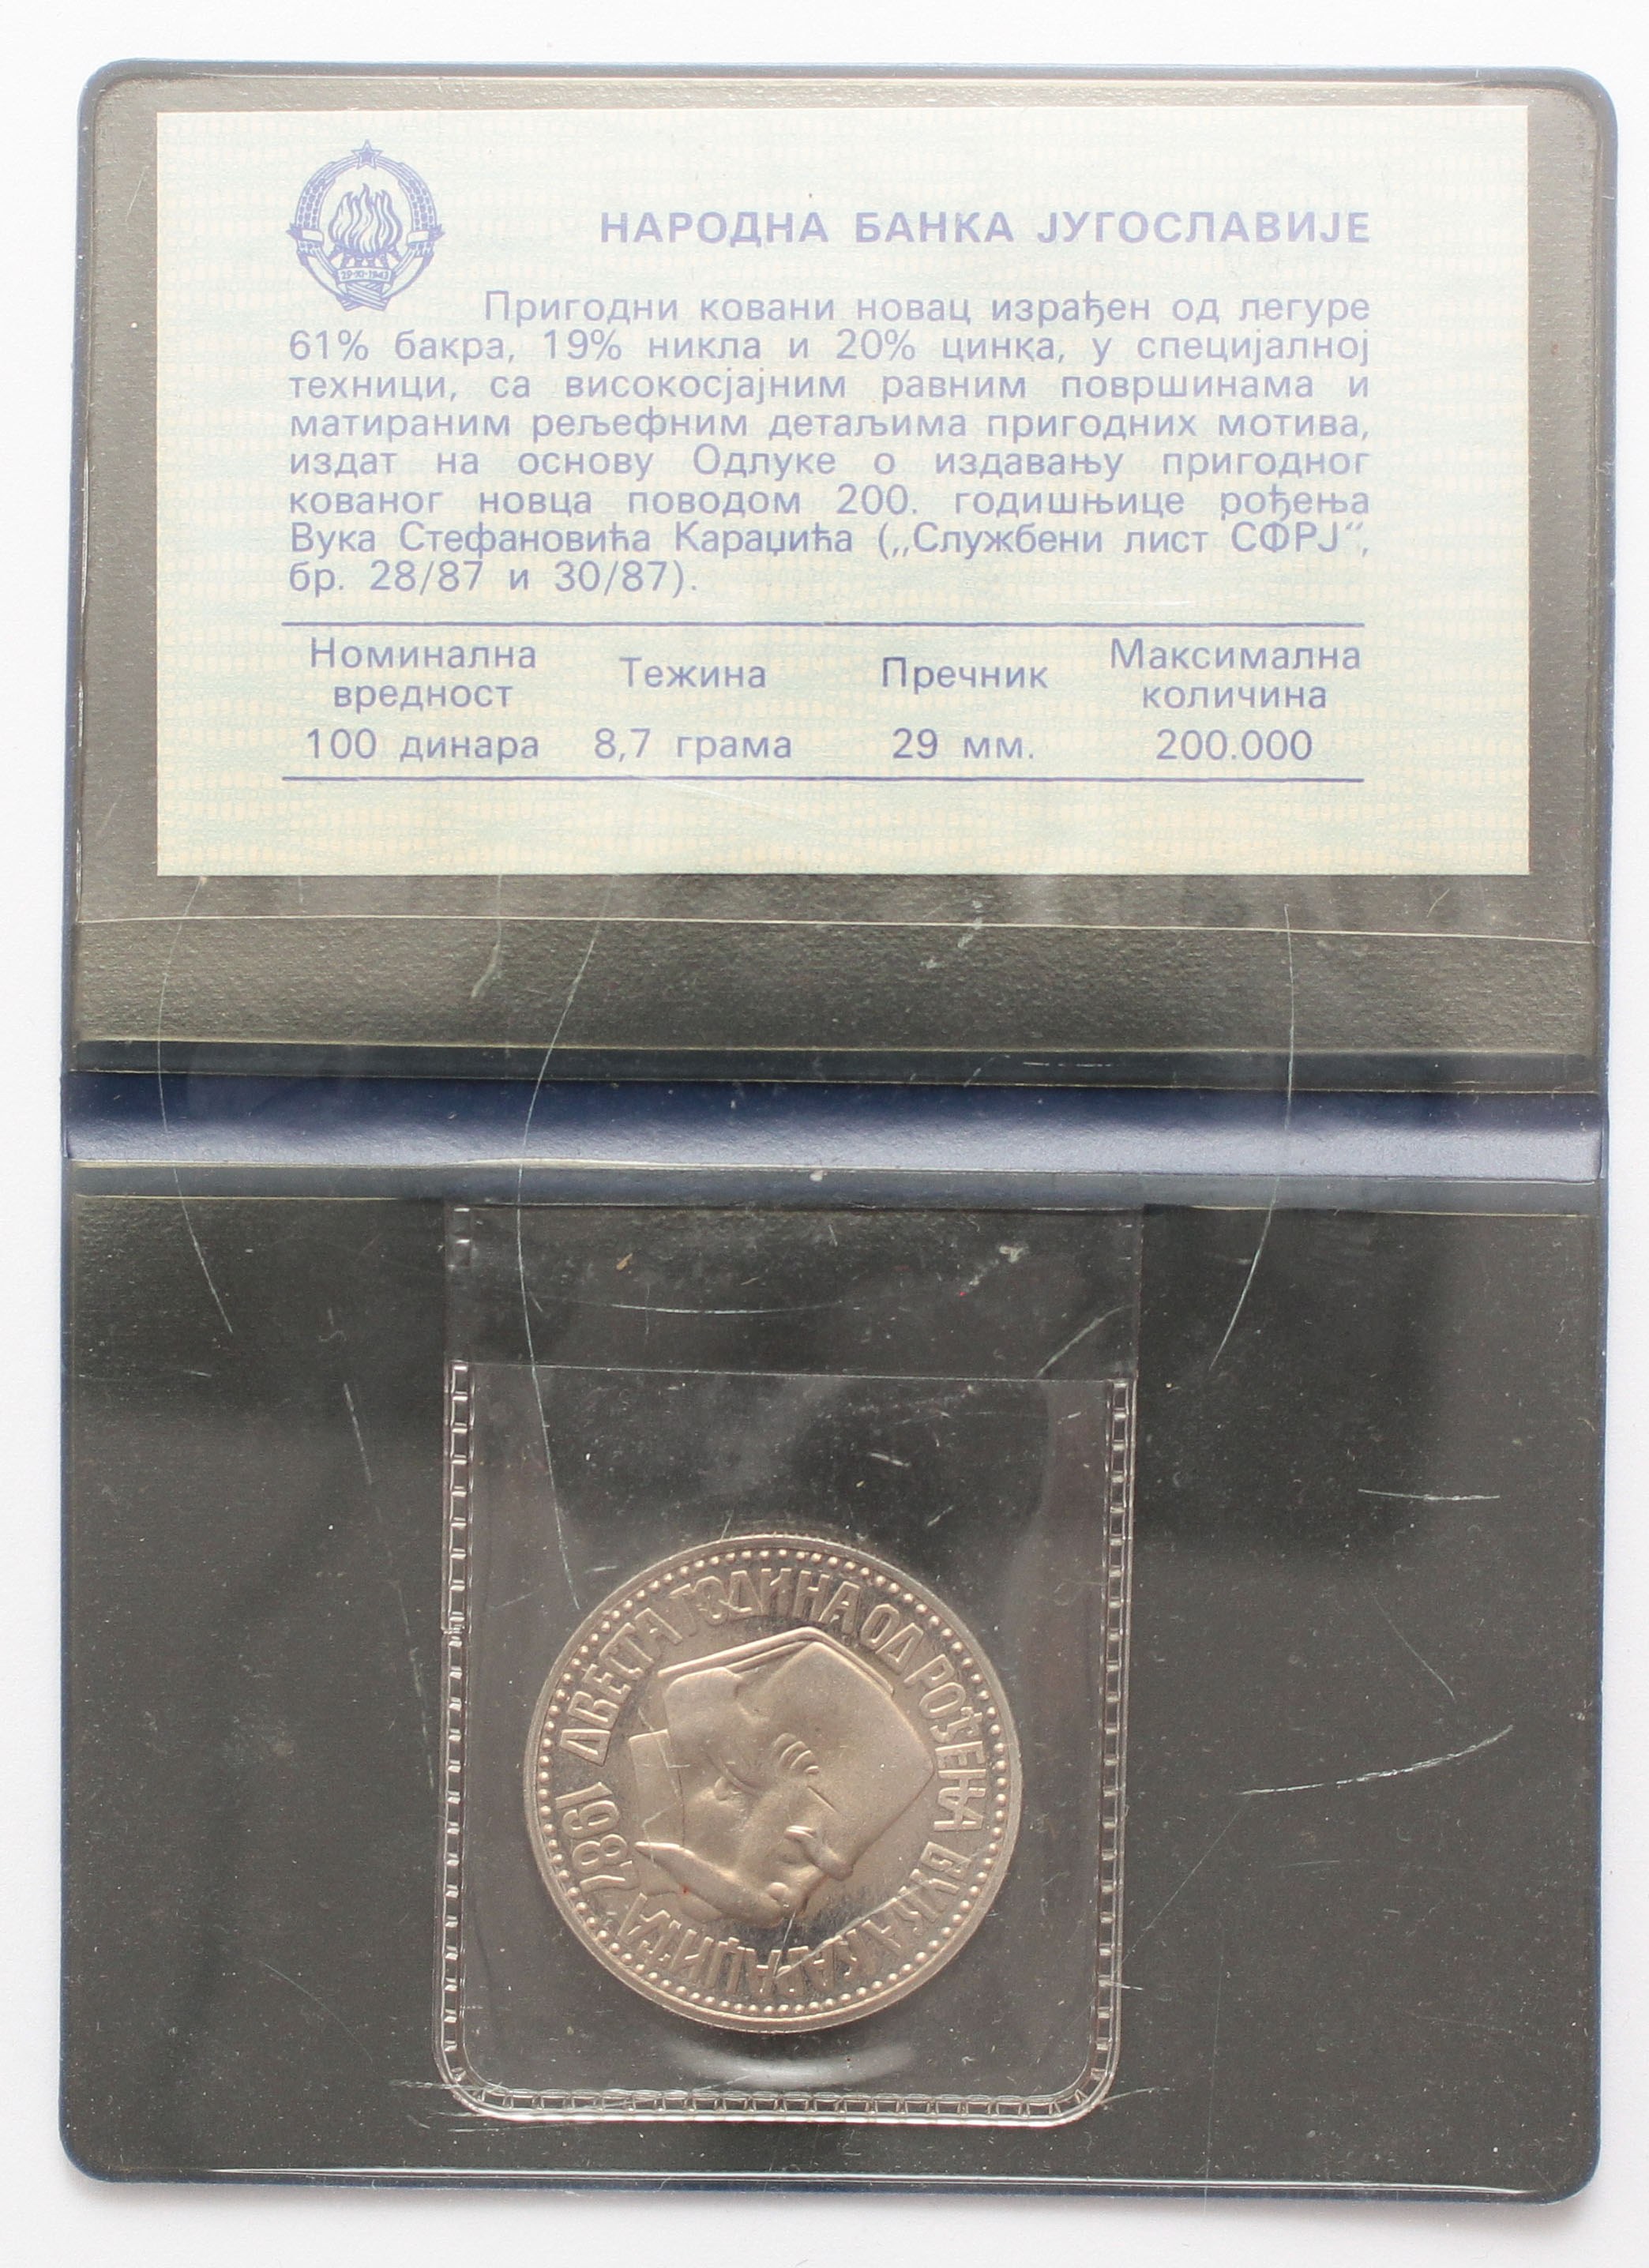 29·XI·1943
НАРОДНА БАНКА ЈУГОСЛАВИЈЕ
Пригодни ковани новац израђен од легуре
61% бакра, 19% никла и 20% цинка, у специјалној
техници, са високосјајним равним површинама и
матираним рељефним детаљима пригодних мотива,
издат на основу Одлуке о издавању пригодног
кованог новца поводом 200. годишњице рођења
Вука Стефановића Караџића („Службени лист СФРЈ“,
бр. 28/87 и 30/87).
Номинална вредност Тежина Пречник Максимална количина
100 динара 8,7 грама 29 мм. 200.000
1987 ДВЕСТА ГОДИНА ОД РОЂЕЊА ВУКА КАРАЏИЋА